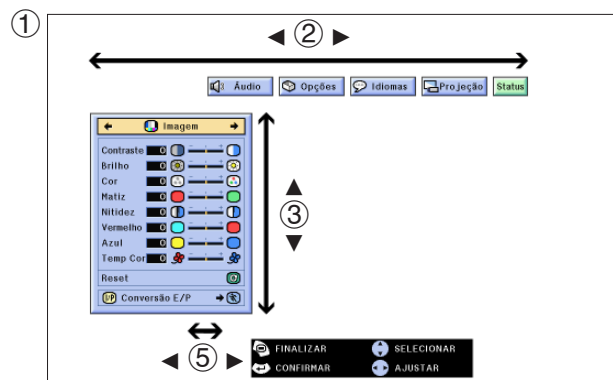 ①
◄ ② ►
Áudio Opções Idiomas Projeção Status
Imagem
Contraste 0
Brilho 0
Cor 0
Matiz 0
Nitidez 0
Vermelho 0
Azul 0
Temp Cor 0
Reset
I/P Conversão E/P
▲
③
▼
◄ ⑤ ►
FINALIZAR SELECIONAR
CONFIRMAR AJUSTAR